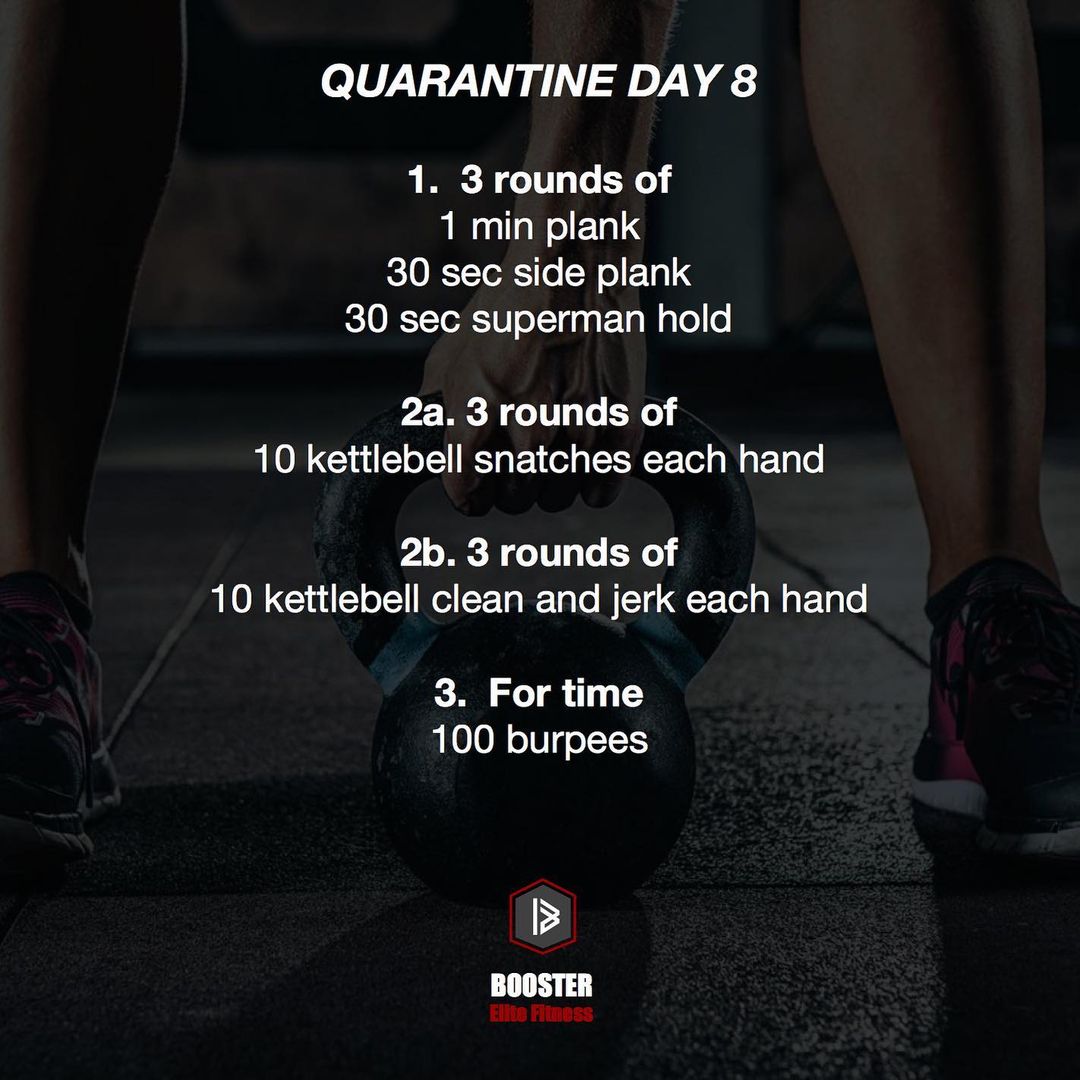 QUARANTINE DAY 8
1. 3 rounds of
1 min plank
30 sec side plank
30 sec superman hold
2a. 3 rounds of
10 kettlebell snatches each hand
2b. 3 rounds of
10 kettlebell clean and jerk each hand
3. For time
100 burpees
BOOSTER
Elite Fitness